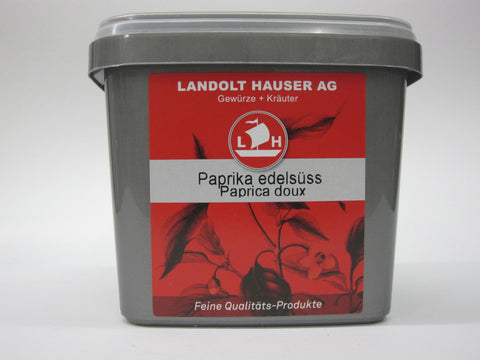 LANDOLT HAUSER AG
Gewürze + Kräuter
L H
Paprika edelsüss
Paprica doux
Feine Qualitäts-Produkte